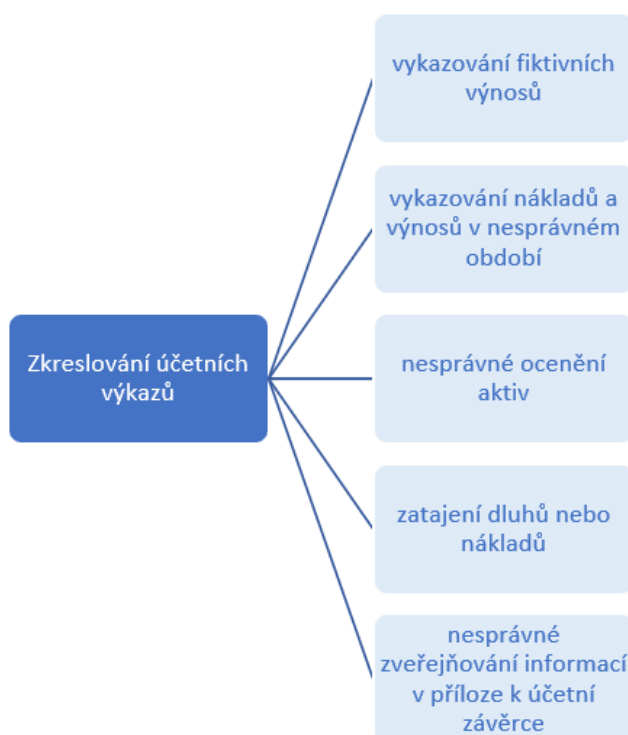 Zkreslování účetních
výkazů
vykazování fiktivních
výnosů
vykazování nákladů a
výnosů v nesprávném
období
nesprávné ocenění
aktiv
zatajení dluhů nebo
nákladů
nesprávné
zveřejňování informací
v příloze k účetní
závěrce